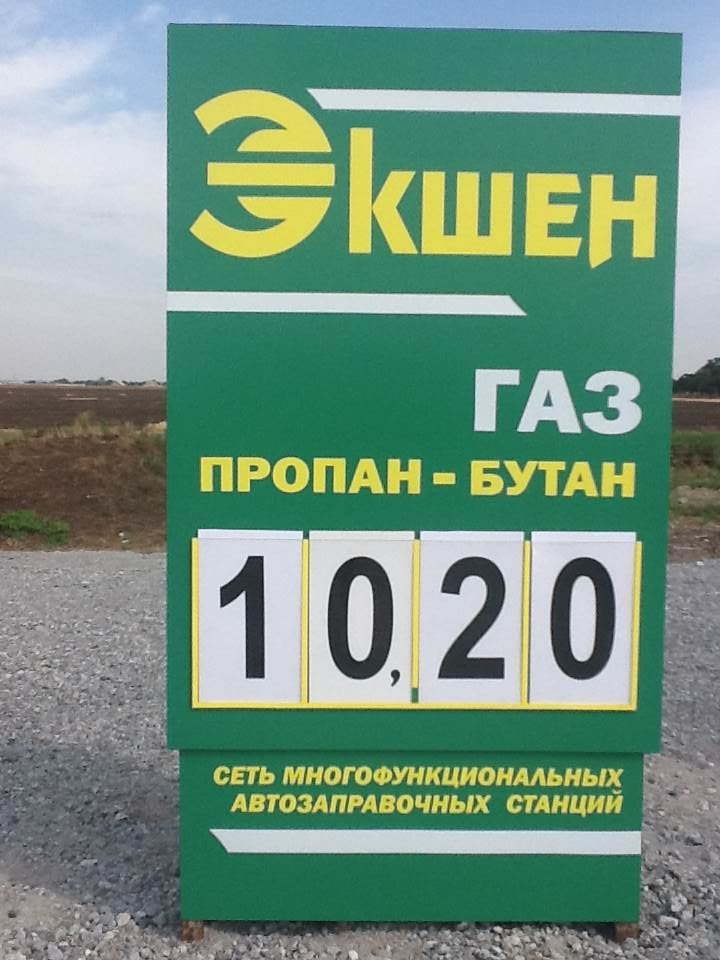 Экшен
ГАЗ
ПРОПАН - БУТАН
10,20
СЕТЬ МНОГОФУНКЦИОНАЛЬНЫХ
АВТОЗАПРАВОЧНЫХ СТАНЦИЙ